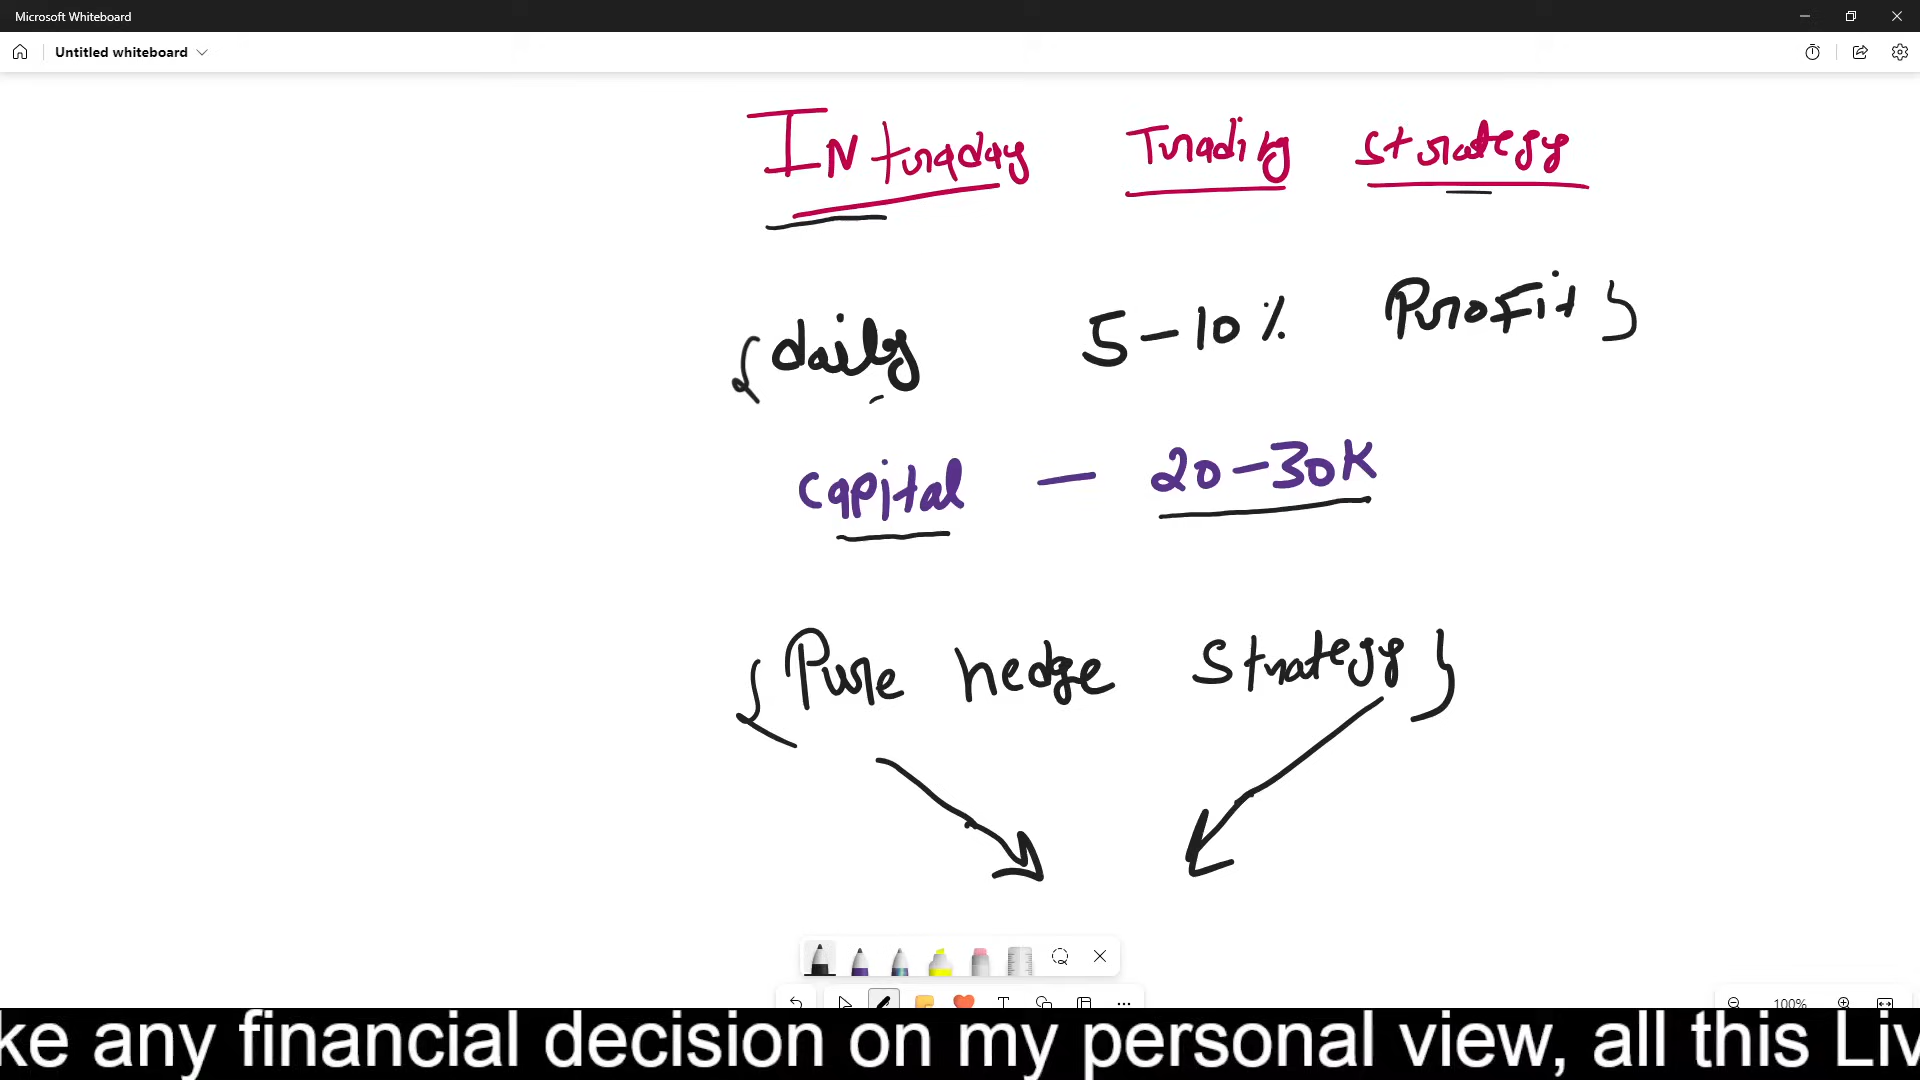 Microsoft Whiteboard
Untitled whiteboard
Intraday Trading strategy
daily 5-10% Profit
capital - 20-30K
Pure hedge Strategy
100%
ke any financial decision on my personal view, all this Liv